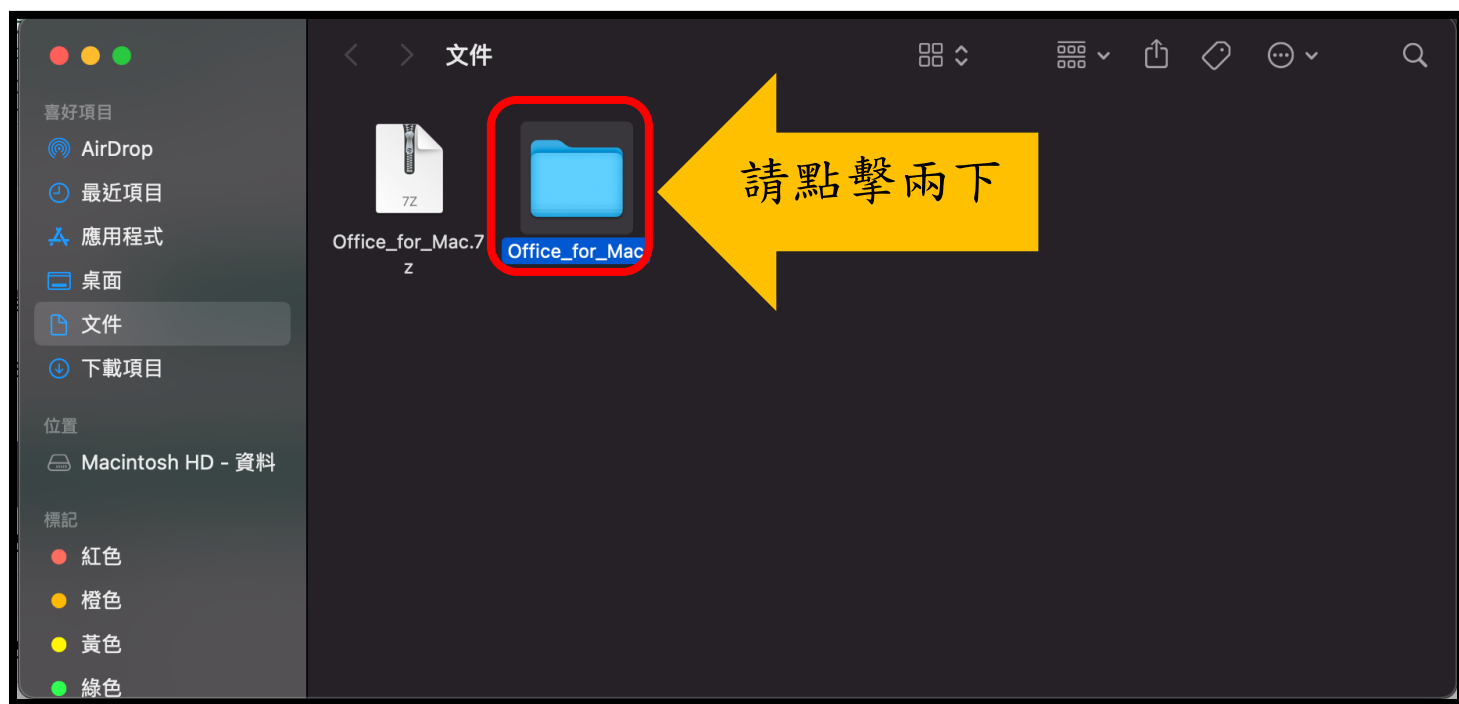 文件
喜好項目
AirDrop
最近項目
應用程式
桌面
文件
下載項目
位置
Macintosh HD - 資料
標記
紅色
橙色
黃色
綠色
7Z
Office_for_Mac.7
z
Office_for_Mac
請點擊兩下